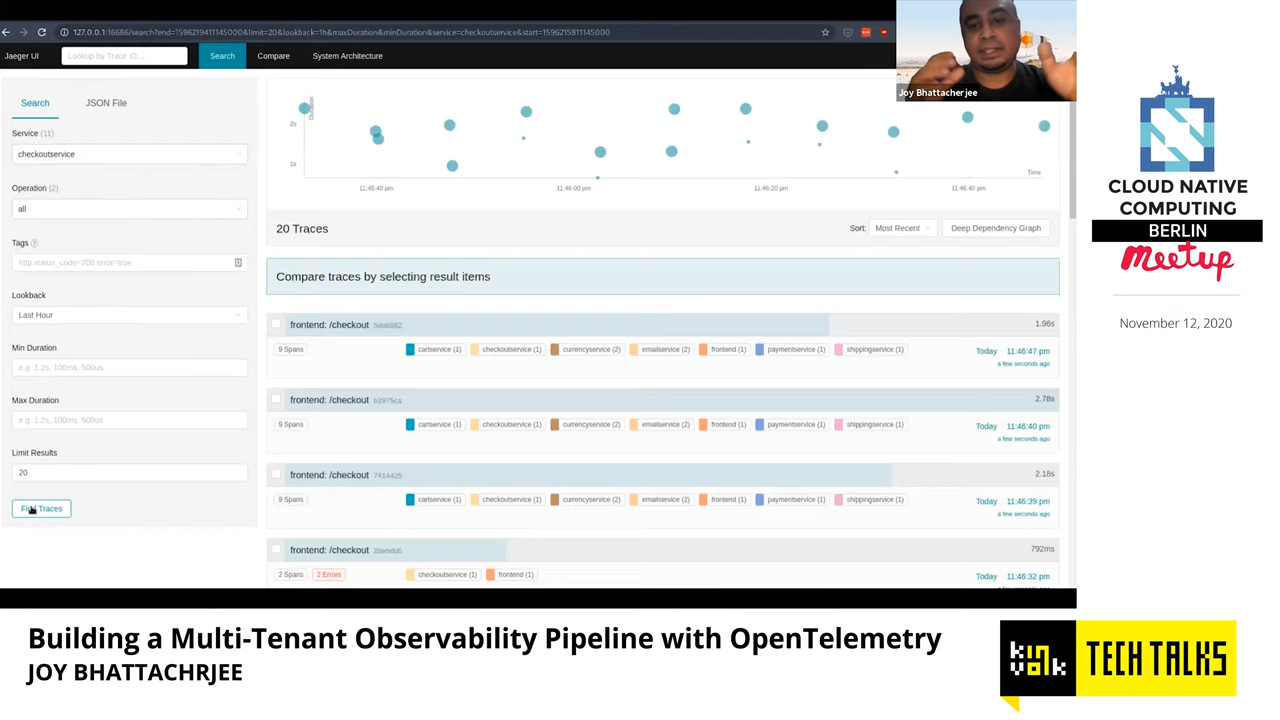 127.0.0.1:16686/search?end=1596219411145000&limit=20&lookback=1h&maxDuration&minDuration&service=checkoutservice&start=1596215811145000
Jaeger UI
Lookup by Trace ID...
Search
Compare
System Architecture
Joy Bhattacherjee
Search
JSON File
Service (11)
checkoutservice
Operation (2)
all
Tags
http.status_code=200 error=true
Lookback
Last Hour
Min Duration
e.g. 1.2s, 100ms, 500us
Max Duration
e.g. 1.2s, 100ms, 500us
Limit Results
20
Find Traces
Duration
2s
1s
Time
11:45:40 pm
11:46:00 pm
11:46:20 pm
11:46:40 pm
20 Traces
Sort:
Most Recent
Deep Dependency Graph
Compare traces by selecting result items
frontend: /checkout
1.96s
9 Spans
cartservice (1)
checkoutservice (1)
currencyservice (2)
emailservice (2)
frontend (1)
paymentservice (1)
shippingservice (1)
Today 11:46:47 pm
a few seconds ago
frontend: /checkout b2975ca
2.78s
9 Spans
cartservice (1)
checkoutservice (1)
currencyservice (2)
emailservice (2)
frontend (1)
paymentservice (1)
shippingservice (1)
Today 11:46:40 pm
a few seconds ago
frontend: /checkout 7414425
2.18s
9 Spans
cartservice (1)
checkoutservice (1)
currencyservice (2)
emailservice (2)
frontend (1)
paymentservice (1)
shippingservice (1)
Today 11:46:39 pm
a few seconds ago
frontend: /checkout
792ms
2 Spans
2 Errors
checkoutservice (1)
frontend (1)
Today 11:46:32 pm
CLOUD NATIVE
COMPUTING
BERLIN
meetup
November 12, 2020
Building a Multi-Tenant Observability Pipeline with OpenTelemetry
JOY BHATTACHRJEE
kinvolk
TECH TALKS